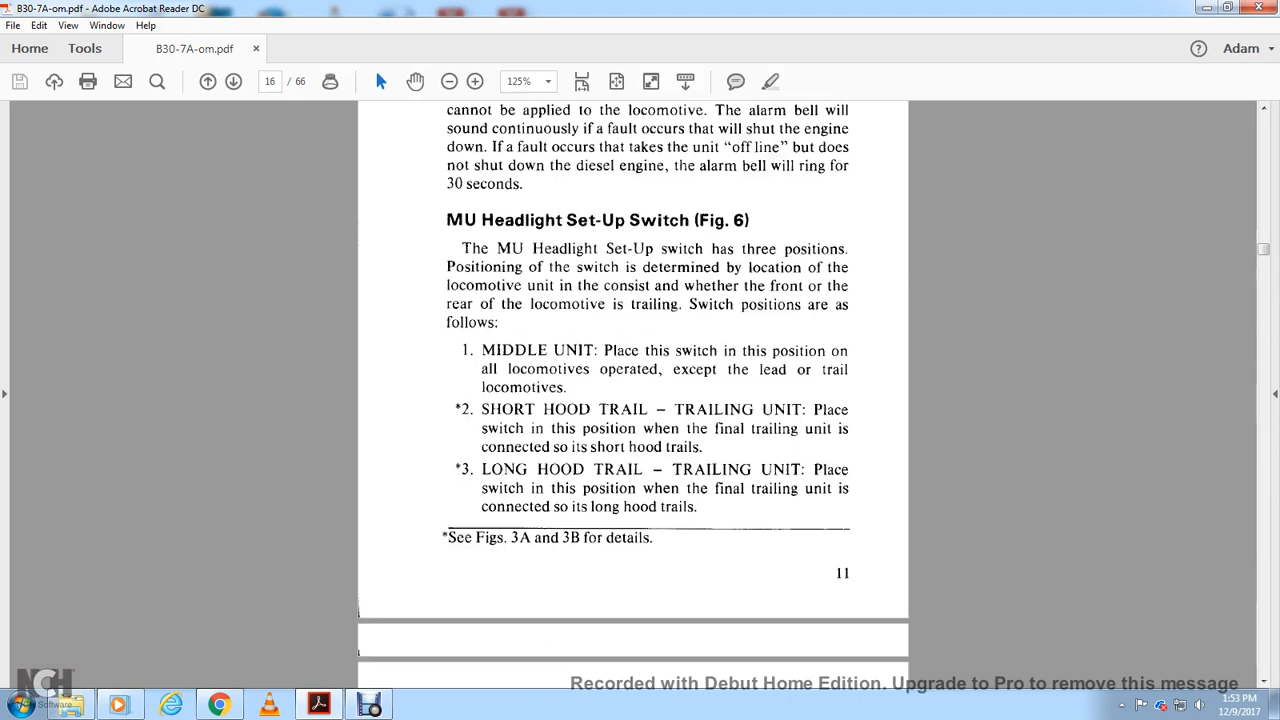 B30-7A-om.pdf - Adobe Acrobat Reader DC
File Edit View Window Help
Home Tools B30-7A-om.pdf × Adam
16 / 66 125%
cannot be applied to the locomotive. The alarm bell will
sound continuously if a fault occurs that will shut the engine
down. If a fault occurs that takes the unit “off line” but does
not shut down the diesel engine, the alarm bell will ring for
30 seconds.
MU Headlight Set-Up Switch (Fig. 6)
The MU Headlight Set-Up switch has three positions.
Positioning of the switch is determined by location of the
locomotive unit in the consist and whether the front or the
rear of the locomotive is trailing. Switch positions are as
follows:
1. MIDDLE UNIT: Place this switch in this position on
all locomotives operated, except the lead or trail
locomotives.
*2. SHORT HOOD TRAIL – TRAILING UNIT: Place
switch in this position when the final trailing unit is
connected so its short hood trails.
*3. LONG HOOD TRAIL – TRAILING UNIT: Place
switch in this position when the final trailing unit is
connected so its long hood trails.
*See Figs. 3A and 3B for details.
11
NCH
Software
Recorded with Debut Home Edition. Upgrade to Pro to remove this message
1:53 PM
12/9/2017